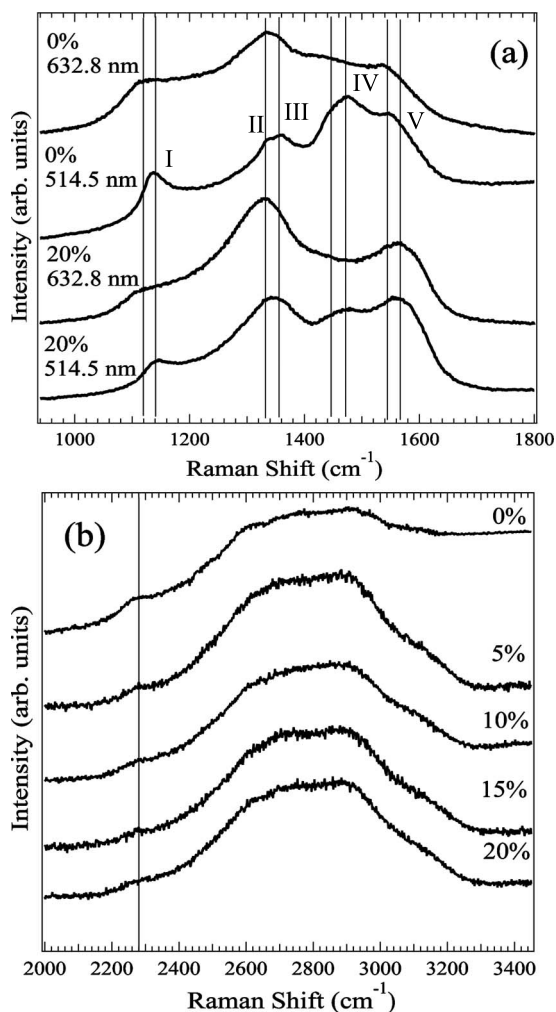 (a)
0%
632.8 nm
0%
514.5 nm
20%
632.8 nm
20%
514.5 nm
I
II
III
IV
V
Intensity (arb. units)
1000 1200 1400 1600 1800
Raman Shift (cm⁻¹)
(b)
0%
5%
10%
15%
20%
Intensity (arb. units)
2000 2200 2400 2600 2800 3000 3200 3400
Raman Shift (cm⁻¹)